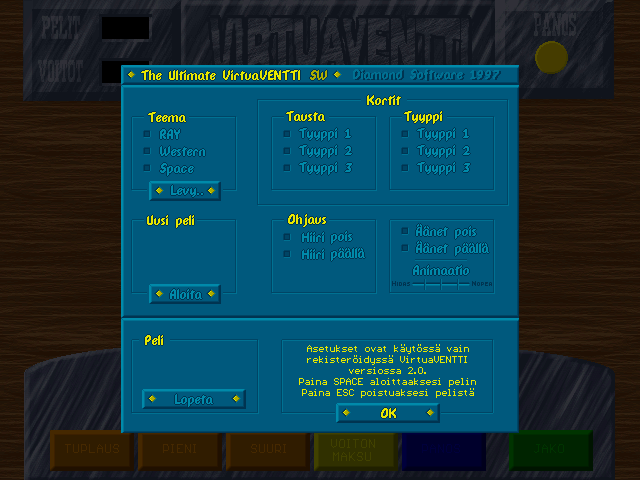 PELIT
VIRTUAVENTTI
PANOS
VOITOT
The Ultimate VirtuaVENTTI SW
Diamond Software 1997
Kortit
Teema
RAY
Western
Space
Levy..
Tausta
Tyyppi 1
Tyyppi 2
Tyyppi 3
Tyyppi
Tyyppi 1
Tyyppi 2
Tyyppi 3
Uusi peli
Aloita
Ohjaus
Hiiri pois
Hiiri päällä
Äänet pois
Äänet päällä
Animaatio
HIDAS
NOPEA
Peli
Lopeta
Asetukset ovat käytössä vain
rekisteröidyssä VirtuaVENTTI
versiossa 2.0.
Paina SPACE aloittaaksesi pelin
Paina ESC poistuaksesi pelistä
OK
TUPLAUS
PIENI
SUURI
VOITON
MAKSU
JAKO